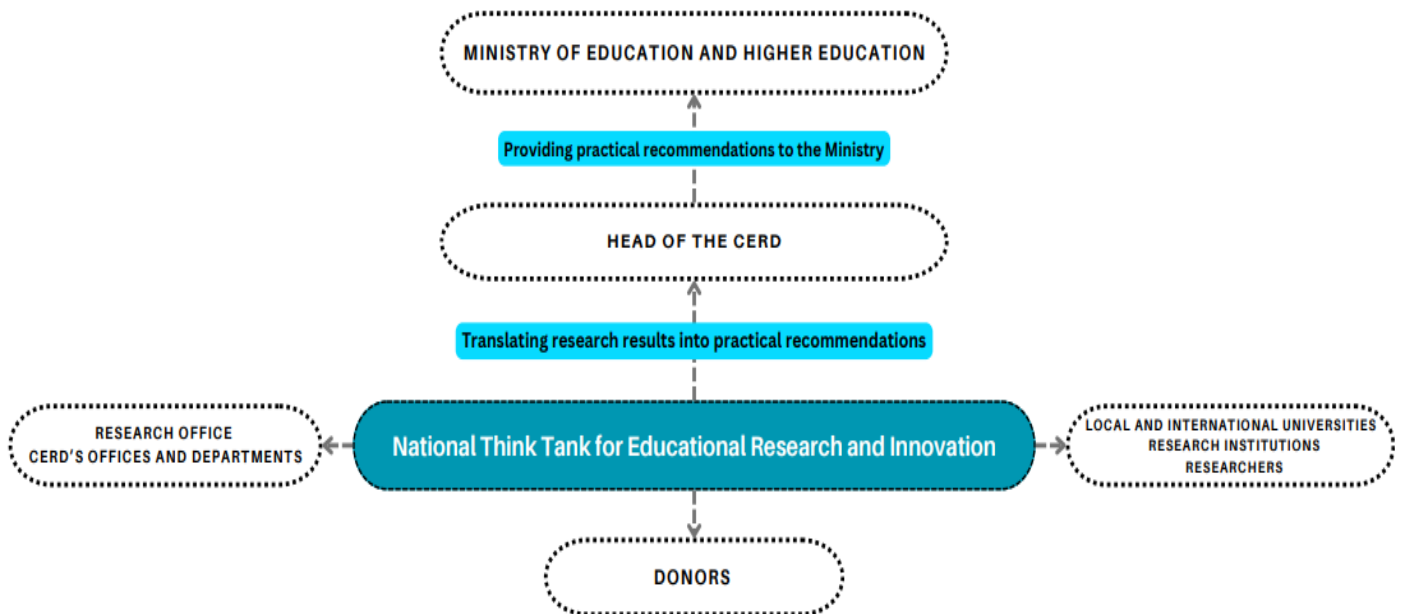 MINISTRY OF EDUCATION AND HIGHER EDUCATION
Providing practical recommendations to the Ministry
HEAD OF THE CERD
Translating research results into practical recommendations
RESEARCH OFFICE
CERD'S OFFICES AND DEPARTMENTS
National Think Tank for Educational Research and Innovation
LOCAL AND INTERNATIONAL UNIVERSITIES
RESEARCH INSTITUTIONS
RESEARCHERS
DONORS